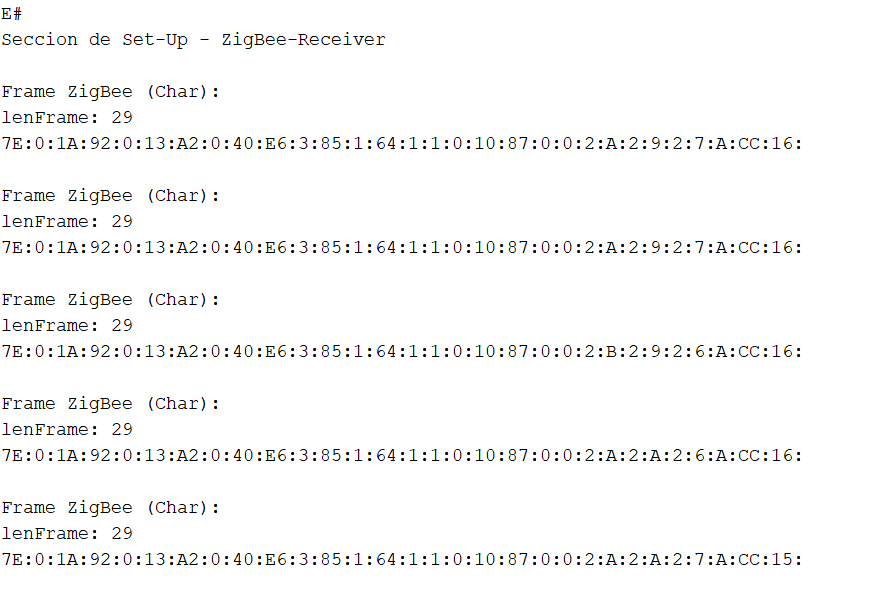 E#
Seccion de Set-Up - ZigBee-Receiver
Frame ZigBee (Char):
lenFrame: 29
7E:0:1A:92:0:13:A2:0:40:E6:3:85:1:64:1:1:0:10:87:0:0:2:A:2:9:2:7:A:CC:16:
Frame ZigBee (Char):
lenFrame: 29
7E:0:1A:92:0:13:A2:0:40:E6:3:85:1:64:1:1:0:10:87:0:0:2:A:2:9:2:7:A:CC:16:
Frame ZigBee (Char):
lenFrame: 29
7E:0:1A:92:0:13:A2:0:40:E6:3:85:1:64:1:1:0:10:87:0:0:2:B:2:9:2:6:A:CC:16:
Frame ZigBee (Char):
lenFrame: 29
7E:0:1A:92:0:13:A2:0:40:E6:3:85:1:64:1:1:0:10:87:0:0:2:A:2:A:2:6:A:CC:16:
Frame ZigBee (Char):
lenFrame: 29
7E:0:1A:92:0:13:A2:0:40:E6:3:85:1:64:1:1:0:10:87:0:0:2:A:2:A:2:7:A:CC:15: